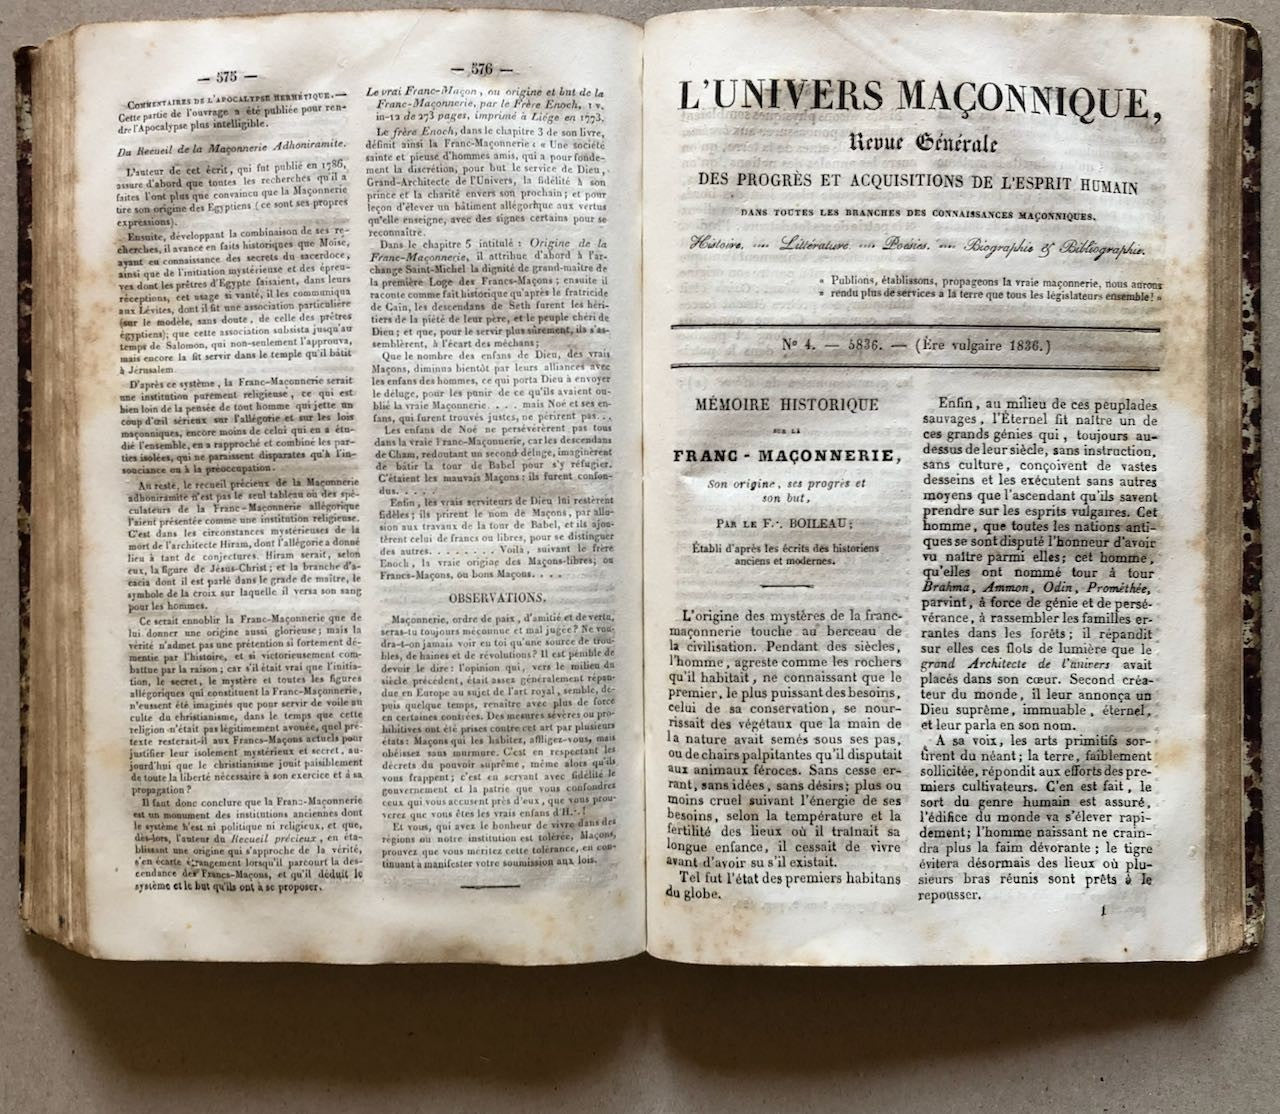 — 575 —
COMMENTAIRES DE L'APOCALYPSE HERMÉTIQUE. —
Cette partie de l'ouvrage a été publiée pour ren-
dre l'Apocalypse plus intelligible.
Du Recueil de la Maçonnerie Adhoniramite.
L'auteur de cet écrit, qui fut publié en 1786,
assure d'abord que toutes les recherches qu'il a
faites l'ont plus que convaincu que la Maçonnerie
tire son origine des Egyptiens (ce sont ses propres
expressions).
Ensuite, développant la combinaison de ses re-
cherches, il avance en faits historiques que Moïse,
ayant eu connaissance des secrets du sacerdoce,
ainsi que de l'initiation mystérieuse et des épreu-
ves dont les prêtres d'Egypte faisaient, dans leurs
réceptions, cet usage si vanté, il les communiqua
aux Lévites, dont il fit une association particulière
(sur le modèle, sans doute, de celle des prêtres
égyptiens); que cette association subsista jusqu'au
temps de Salomon, qui non-seulement l'approuva,
mais encore la fit servir dans le temple qu'il bâtit
à Jérusalem
D'après ce système, la Franc-Maçonnerie serait
une institution purement religieuse, ce qui est
bien loin de la pensée de tout homme qui jette un
coup d'œil sérieux sur l'allégorie et sur les lois
maçonniques, encore moins de celui qui en a étu-
dié l'ensemble, en a rapproché et combiné les par-
ties isolées, qui ne paraissent disparates qu'à l'in-
souciance ou à la préoccupation.
Au reste, le recueil précieux de la Maçonnerie
adhoniramite n'est pas le seul tableau où des spé-
culateurs de la Franc-Maçonnerie allégorique
l'aient présentée comme une institution religieuse.
C'est dans les circonstances mystérieuses de la
mort de l'architecte Hiram, dont l'allégorie a donné
lieu à tant de conjectures. Hiram serait, selon
eux, la figure de Jésus-Christ; et la branche d'a-
cacia dont il est parlé dans le grade de maître, le
symbole de la croix sur laquelle il versa son sang
pour les hommes.
Ce serait ennoblir la Franc-Maçonnerie que de
lui donner une origine aussi glorieuse; mais la
vérité n'admet pas une prétention si fortement dé-
mentie par l'histoire, et si victorieusement com-
battue par la raison; car s'il était vrai que l'initia-
tion, le secret, le mystère et toutes les figures
allégoriques qui constituent la Franc-Maçonnerie,
n'eussent été imaginés que pour servir de voile au
culte du christianisme, dans le temps que cette
religion n'était pas légitimement avouée, quel pré-
texte resterait-il aux Francs-Maçons actuels pour
justifier leur isolement mystérieux et secret, au-
jourd'hui que le christianisme jouit paisiblement
de toute la liberté nécessaire à son exercice et à sa
propagation?
Il faut donc conclure que la Franc-Maçonnerie
est un monument des institutions anciennes dont
le système n'est ni politique ni religieux, et que,
dès-lors, l'auteur du Recueil précieux, en éta-
blissant une origine qui s'approche de la vérité,
s'en écarte étrangement lorsqu'il parcourt la des-
cendance des Francs-Maçons, et qu'il déduit le
système et le but qu'ils ont à se proposer.
— 576 —
Le vrai Franc-Maçon, ou origine et but de la
Franc-Maçonnerie, par le Frère Enoch, 1 v.
in-12 de 273 pages, imprimé à Liége en 1773.
Le frère Enoch, dans le chapitre 3 de son livre,
définit ainsi la Franc-Maçonnerie: « Une société
sainte et pieuse d'hommes amis, qui a pour fonde-
ment la discrétion, pour but le service de Dieu,
Grand-Architecte de l'Univers, la fidélité à son
prince et la charité envers son prochain; et pour
leçon d'élever un bâtiment allégorique aux vertus
qu'elle enseigne, avec des signes certains pour se
reconnaître.
Dans le chapitre 5 intitulé: Origine de la
Franc-Maçonnerie, il attribue d'abord à l'ar-
change Saint-Michel la dignité de grand-maître de
la première Loge des Francs-Maçons; ensuite il
raconte comme fait historique qu'après le fratricide
de Cain, les descendans de Seth furent les héri-
tiers de la piété de leur père, et le peuple chéri de
Dieu; et que, pour le servir plus sûrement, ils s'as-
semblèrent, à l'écart des méchans;
Que le nombre des enfans de Dieu, des vrais
Maçons, diminua bientôt par leurs alliances avec
les enfans des hommes, ce qui porta Dieu à envoyer
le déluge, pour les punir de ce qu'ils avaient ou-
blié la vraie Maçonnerie. . . . mais Noé et ses en-
fans, qui furent trouvés justes, ne périrent pas. . .
Les enfans de Noé ne persévérèrent pas tous
dans la vraie Franc-Maçonnerie, car les descendans
de Cham, redoutant un second déluge, imaginèrent
de bâtir la tour de Babel pour s'y réfugier.
C'étaient les mauvais Maçons: ils furent confon-
dus. . . . .
Enfin, les vrais serviteurs de Dieu lui restèrent
fidèles; ils prirent le nom de Maçons, par allu-
sion aux travaux de la tour de Babel, et ils ajou-
tèrent celui de francs ou libres, pour se distinguer
des autres. . . . . . . . Voilà, suivant le frère
Enoch, la vraie origine des Maçons-libres; ou
Francs-Maçons, ou bons Maçons. . . .
OBSERVATIONS.
Maçonnerie, ordre de paix, d'amitié et de vertu,
seras-tu toujours méconnue et mal jugée? Ne vou-
dra-t-on jamais voir en toi qu'une source de trou-
bles, de haines et de révolutions? Il est pénible de
devoir le dire: l'opinion qui, vers le milieu du
siècle précédent, était assez généralement répan-
due en Europe au sujet de l'art royal, semble, de-
puis quelque temps, renaître avec plus de force
en certaines contrées. Des mesures sévères ou pro-
hibitives ont été prises contre cet art par plusieurs
états: Maçons qui les habitez, affligez-vous, mais
obéissez sans murmure. C'est en respectant les
décrets du pouvoir suprême, même alors qu'ils
vous frappent; c'est en servant avec fidélité le
gouvernement et la patrie que vous confondrez
ceux qui vous accusent près d'eux, que vous prou-
verez que vous êtes les vrais enfans d'H∴!
Et vous, qui avez le bonheur de vivre dans des
régions où notre institution est tolérée, Maçons,
prouvez que vous méritez cette tolérance, en con-
tinuant à manifester votre soumission aux lois.
L'UNIVERS MAÇONNIQUE,
Revue Générale
DES PROGRÈS ET ACQUISITIONS DE L'ESPRIT HUMAIN
DANS TOUTES LES BRANCHES DES CONNAISSANCES MAÇONNIQUES.
Histoire. — Littérature. — Poésies. — Biographie & Bibliographie.
« Publions, établissons, propageons la vraie maçonnerie, nous aurons
» rendu plus de services a la terre que tous les législateurs ensemble! »
Nº 4. — 5836. — (Ère vulgaire 1836.)
MÉMOIRE HISTORIQUE
SUR LA
FRANC-MAÇONNERIE,
Son origine, ses progrès et
son but,
PAR LE F∴ BOILEAU;
Établi d'après les écrits des historiens
anciens et modernes.
L'origine des mystères de la franc-
maçonnerie touche au berceau de
la civilisation. Pendant des siècles,
l'homme, agreste comme les rochers
qu'il habitait, ne connaissant que le
premier, le plus puissant des besoins,
celui de sa conservation, se nour-
rissait des végétaux que la main de
la nature avait semés sous ses pas,
ou de chairs palpitantes qu'il disputait
aux animaux féroces. Sans cesse er-
rant, sans idées, sans désirs; plus ou
moins cruel suivant l'énergie de ses
besoins, selon la température et la
fertilité des lieux où il traînait sa
longue enfance, il cessait de vivre
avant d'avoir su s'il existait.
Tel fut l'état des premiers habitans
du globe.
Enfin, au milieu de ces peuplades
sauvages, l'Éternel fit naître un de
ces grands génies qui, toujours au-
dessus de leur siècle, sans instruction,
sans culture, conçoivent de vastes
desseins et les exécutent sans autres
moyens que l'ascendant qu'ils savent
prendre sur les esprits vulgaires. Cet
homme, que toutes les nations anti-
ques se sont disputé l'honneur d'avoir
vu naître parmi elles; cet homme,
qu'elles ont nommé tour à tour
Brahma, Ammon, Odin, Prométhée,
parvint, à force de génie et de persé-
vérance, à rassembler les familles er-
rantes dans les forêts; il répandit
sur elles ces flots de lumière que le
grand Architecte de l'univers avait
placés dans son cœur. Second créa-
teur du monde, il leur annonça un
Dieu suprême, immuable, éternel,
et leur parla en son nom.
A sa voix, les arts primitifs sor-
tirent du néant; la terre, faiblement
sollicitée, répondit aux efforts des pre-
miers cultivateurs. C'en est fait, le
sort du genre humain est assuré,
l'édifice du monde va s'élever rapi-
dement; l'homme naissant ne crain-
dra plus la faim dévorante; le tigre
évitera désormais des lieux où plu-
sieurs bras réunis sont prêts à le
repousser.
1